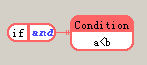 if and Condition
a<b